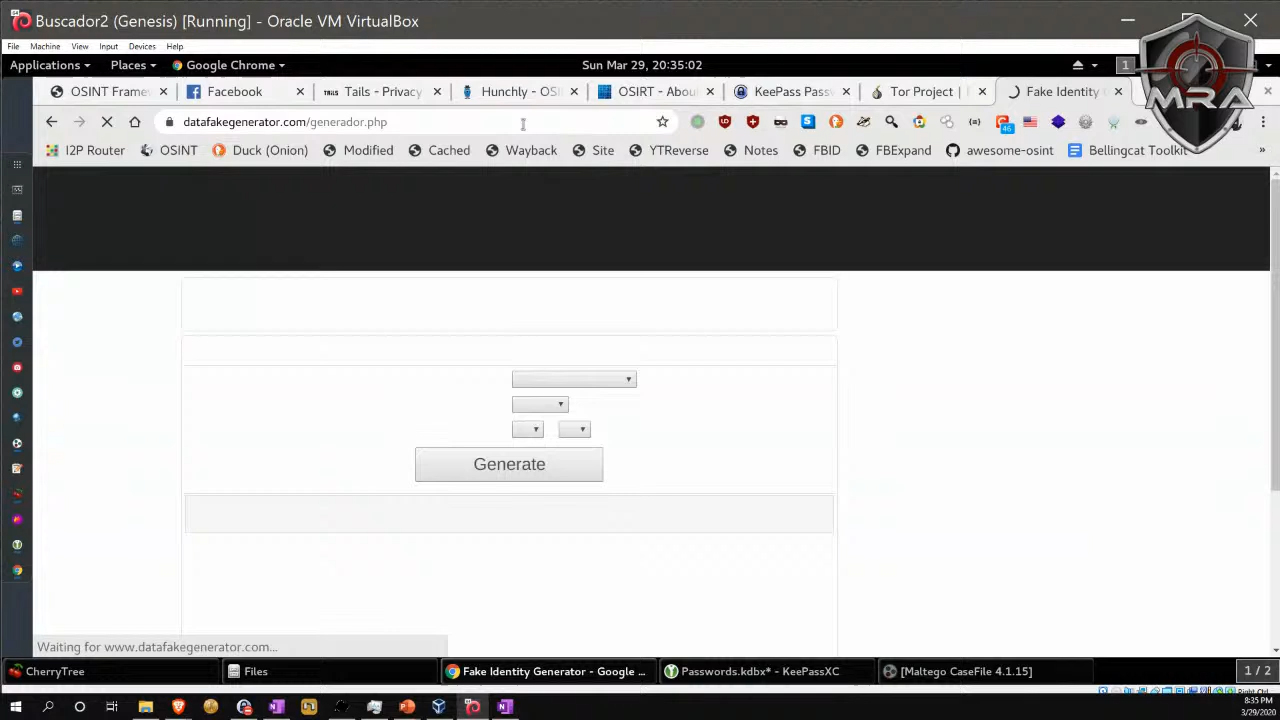 Buscador2 (Genesis) [Running] - Oracle VM VirtualBox
File Machine View Input Devices Help
Applications Places Google Chrome Sun Mar 29, 20:35:02 1
OSINT Frame Facebook Tails - Privacy Hunchly - OSI OSIRT - Abou KeePass Pass Tor Project | Fake Identity
datafakegenerator.com/generador.php 46
I2P Router OSINT Duck (Onion) Modified Cached Wayback Site YTReverse Notes FBID FBExpand awesome-osint Bellingcat Toolkit »
MRA
Generate
Waiting for www.datafakegenerator.com...
CherryTree Files Fake Identity Generator - Google ... Passwords.kdbx* - KeePassXC [Maltego CaseFile 4.1.15] 1 / 2
Right Ctrl
8:35 PM
3/29/2020